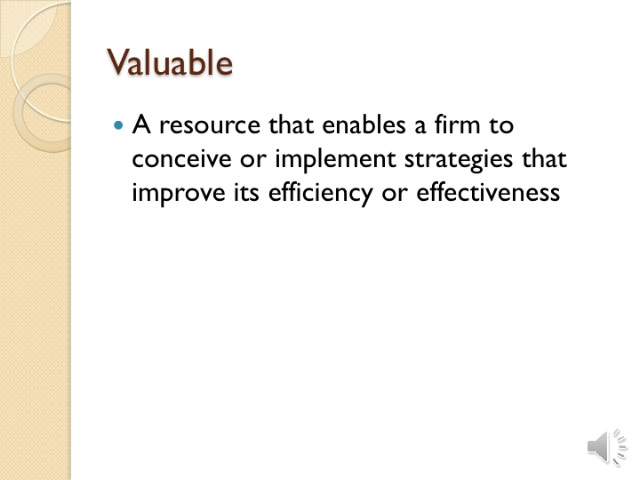 Valuable
• A resource that enables a firm to
conceive or implement strategies that
improve its efficiency or effectiveness